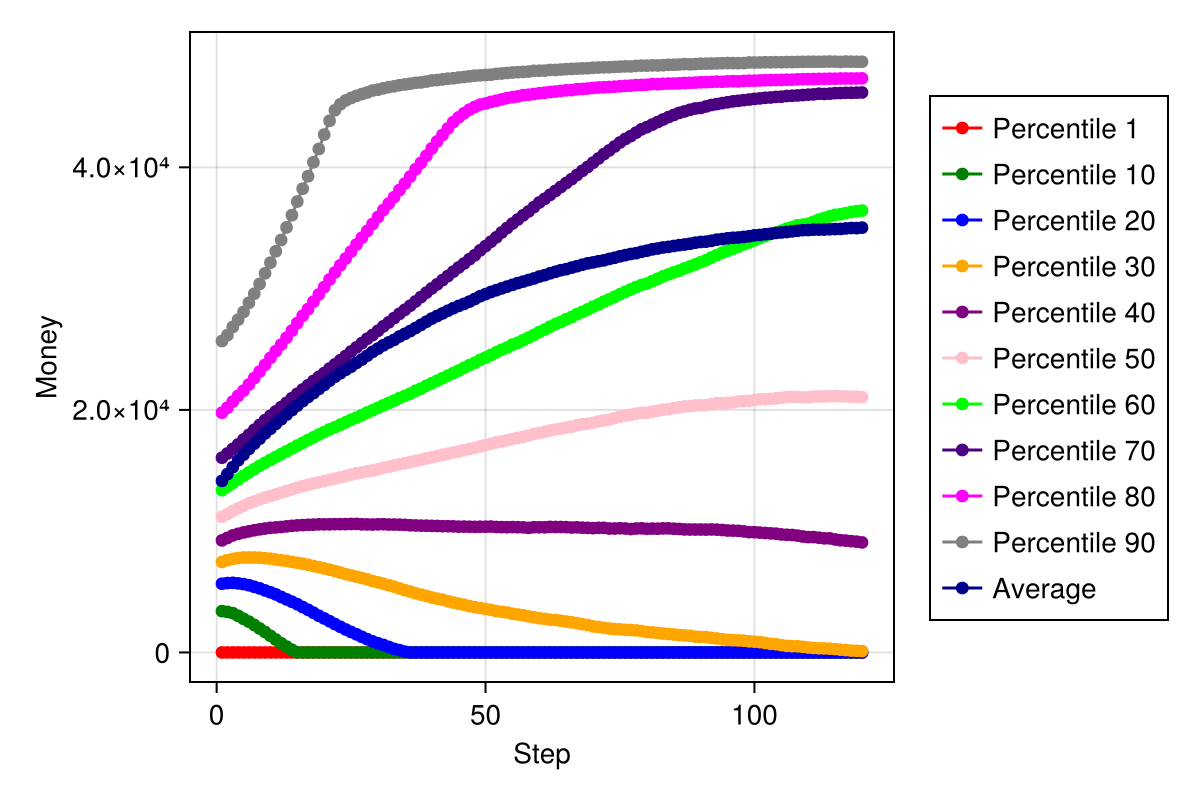 Money
4.0×10⁴
2.0×10⁴
0
0
50
100
Step
Percentile 1
Percentile 10
Percentile 20
Percentile 30
Percentile 40
Percentile 50
Percentile 60
Percentile 70
Percentile 80
Percentile 90
Average